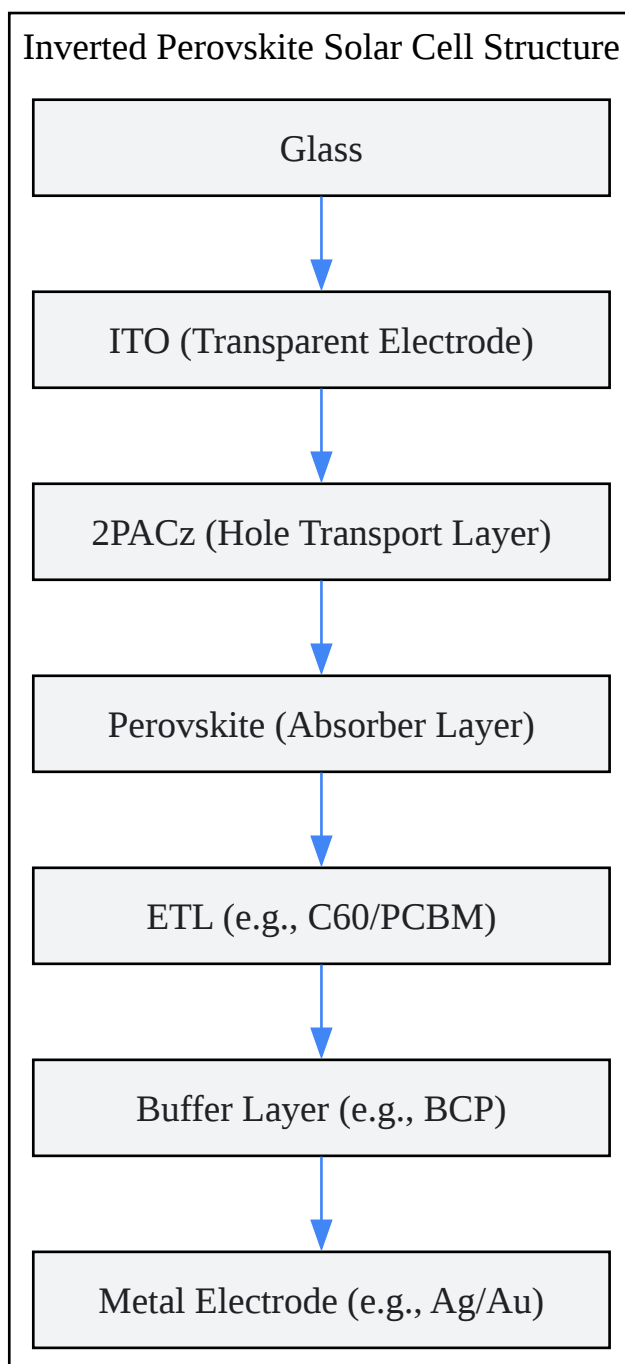 Inverted Perovskite Solar Cell Structure
Glass
ITO (Transparent Electrode)
2PACz (Hole Transport Layer)
Perovskite (Absorber Layer)
ETL (e.g., C60/PCBM)
Buffer Layer (e.g., BCP)
Metal Electrode (e.g., Ag/Au)